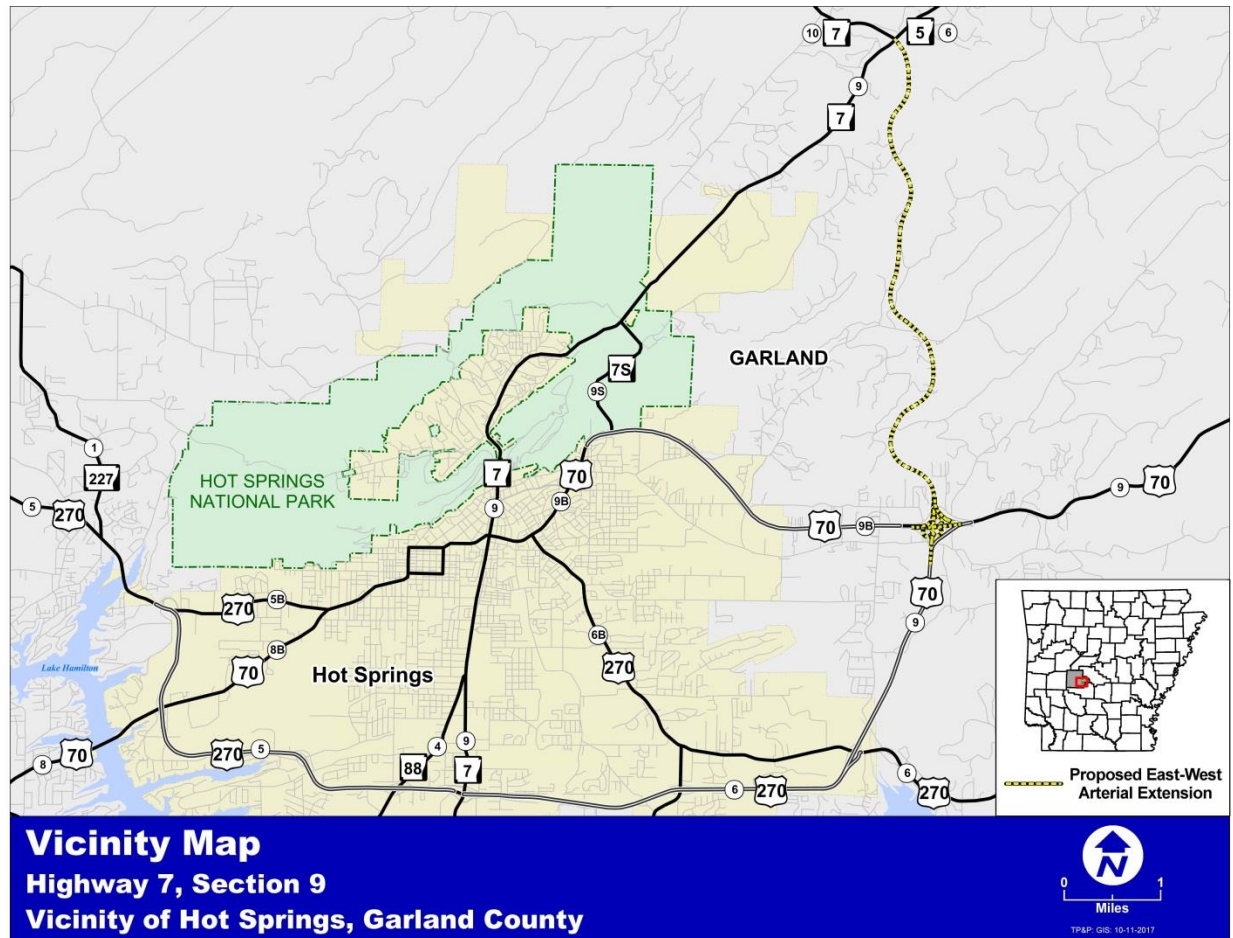 10
7
5
6
9
7
GARLAND
7S
9S
HOT SPRINGS
NATIONAL PARK
1
227
5
270
7
9
70
9B
70
9B
9
70
270
5B
70
8B
Hot Springs
6B
270
70
9
Lake Hamilton
8
70
270
5
88
4
9
7
6
270
6
270
Proposed East-West
Arterial Extension
Vicinity Map
Highway 7, Section 9
Vicinity of Hot Springs, Garland County
N
0 1
Miles
TP&P: GIS: 10-11-2017